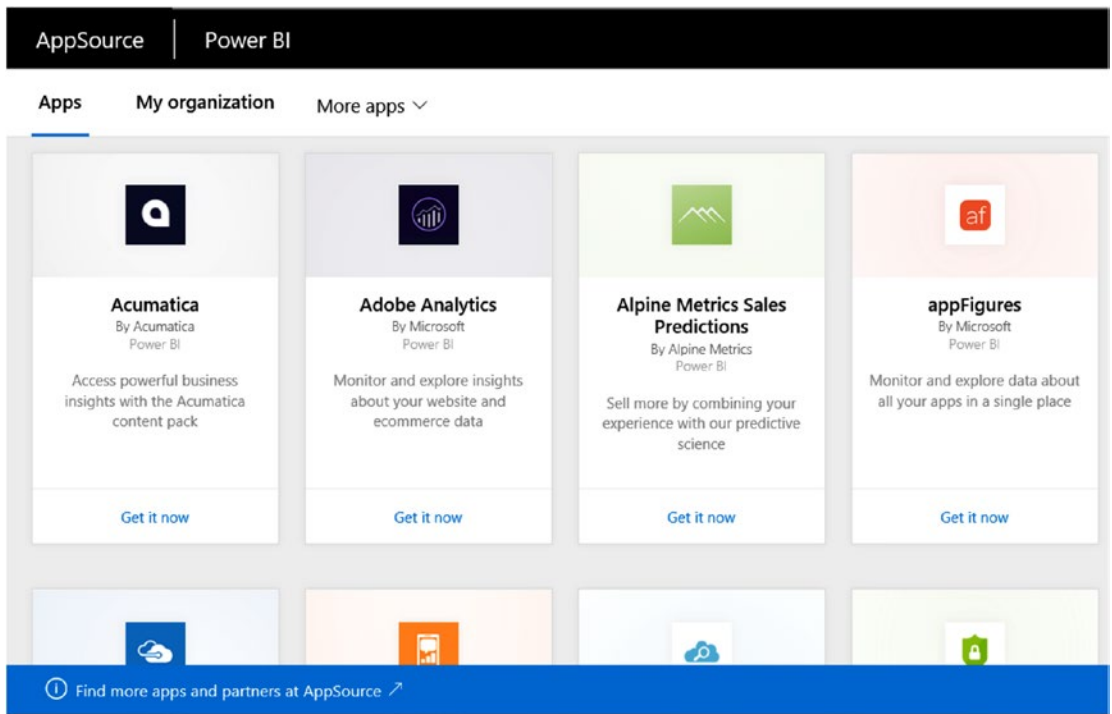 AppSource
Power BI
Apps
My organization
More apps
Acumatica
By Acumatica
Power BI
Access powerful business
insights with the Acumatica
content pack
Get it now
Adobe Analytics
By Microsoft
Power BI
Monitor and explore insights
about your website and
ecommerce data
Get it now
Alpine Metrics Sales
Predictions
By Alpine Metrics
Power BI
Sell more by combining your
experience with our predictive
science
Get it now
af
appFigures
By Microsoft
Power BI
Monitor and explore data about
all your apps in a single place
Get it now
Find more apps and partners at AppSource